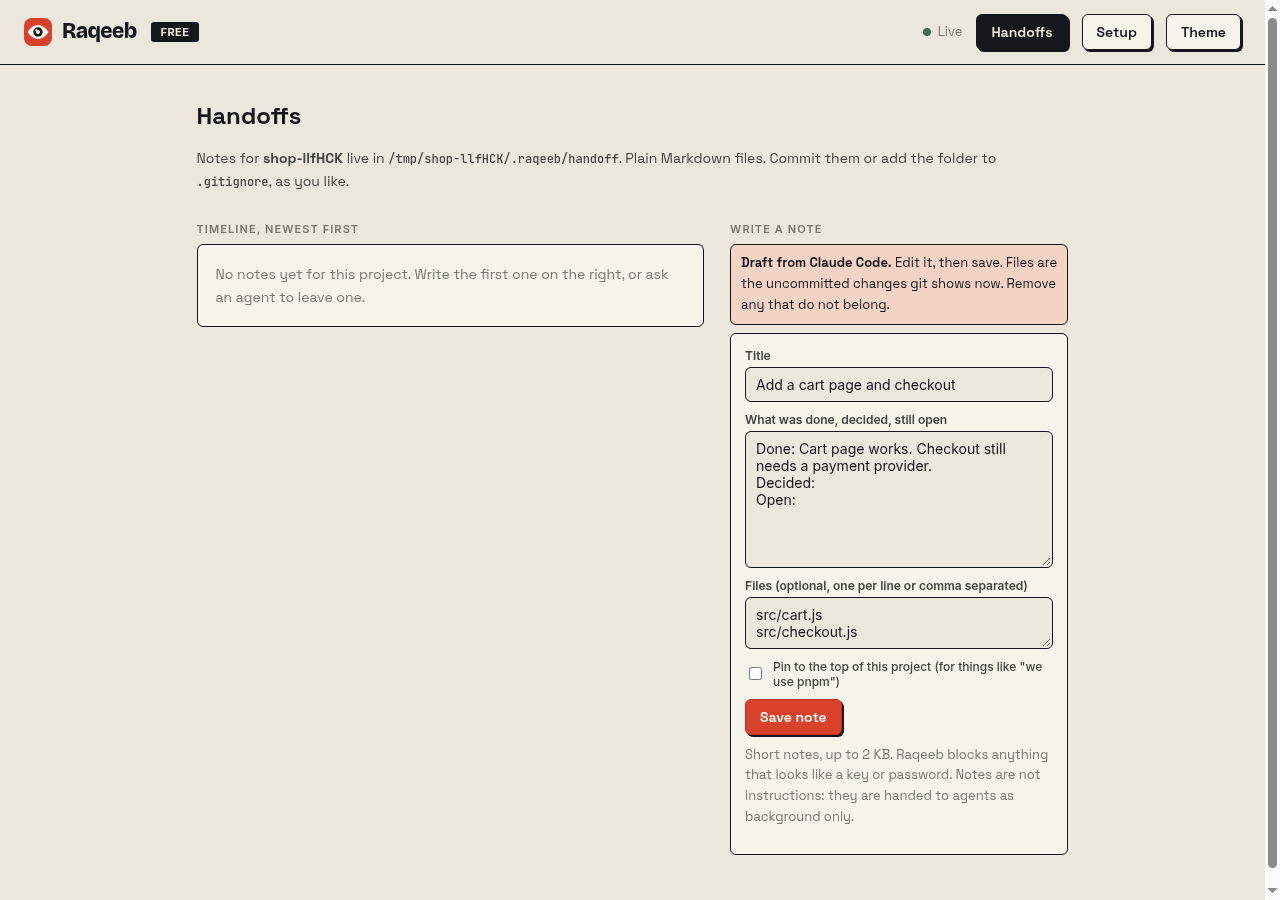 Raqeeb
FREE
Live
Handoffs
Setup
Theme
Handoffs
Notes for shop-llfHCK live in /tmp/shop-llfHCK/.raqeeb/handoff. Plain Markdown files. Commit them or add the folder to
.gitignore, as you like.
TIMELINE, NEWEST FIRST
No notes yet for this project. Write the first one on the right, or ask
an agent to leave one.
WRITE A NOTE
Draft from Claude Code. Edit it, then save. Files are
the uncommitted changes git shows now. Remove
any that do not belong.
Title
Add a cart page and checkout
What was done, decided, still open
Done: Cart page works. Checkout still
needs a payment provider.
Decided:
Open:
Files (optional, one per line or comma separated)
src/cart.js
src/checkout.js
Pin to the top of this project (for things like "we
use pnpm")
Save note
Short notes, up to 2 KB. Raqeeb blocks anything
that looks like a key or password. Notes are not
instructions: they are handed to agents as
background only.